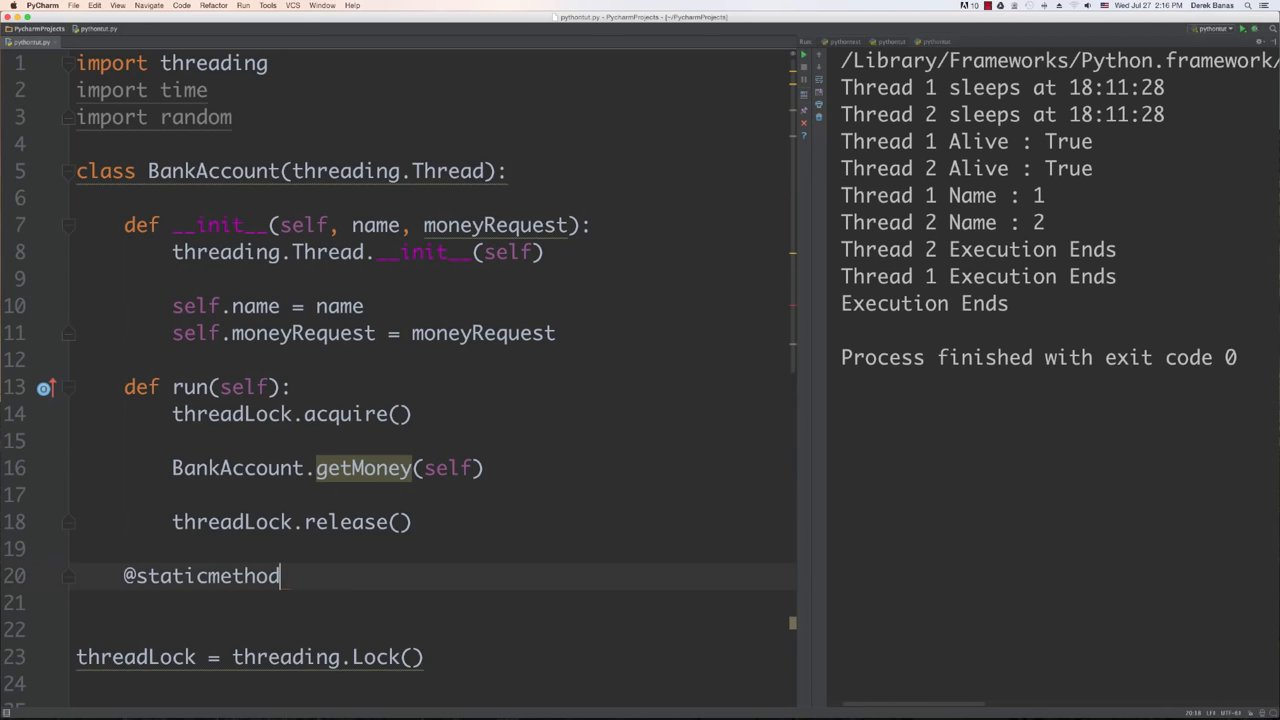 PyCharm File Edit View Navigate Code Refactor Run Tools VCS Window Help 10 Wed Jul 27 2:16 PM Derek Banas
pythontut.py - PycharmProjects - [~/PycharmProjects]
PycharmProjects pythontut.py pythontut
pythontut.py Run: pythontest pythontut pythontut
1 import threading
2 import time
3 import random
4
5 class BankAccount(threading.Thread):
6
7 def __init__(self, name, moneyRequest):
8 threading.Thread.__init__(self)
9
10 self.name = name
11 self.moneyRequest = moneyRequest
12
13 def run(self):
14 threadLock.acquire()
15
16 BankAccount.getMoney(self)
17
18 threadLock.release()
19
20 @staticmethod
21
22
23 threadLock = threading.Lock()
24
25
/Library/Frameworks/Python.framework/
Thread 1 sleeps at 18:11:28
Thread 2 sleeps at 18:11:28
Thread 1 Alive : True
Thread 2 Alive : True
Thread 1 Name : 1
Thread 2 Name : 2
Thread 2 Execution Ends
Thread 1 Execution Ends
Execution Ends
Process finished with exit code 0
20:18 LF÷ UTF-8÷